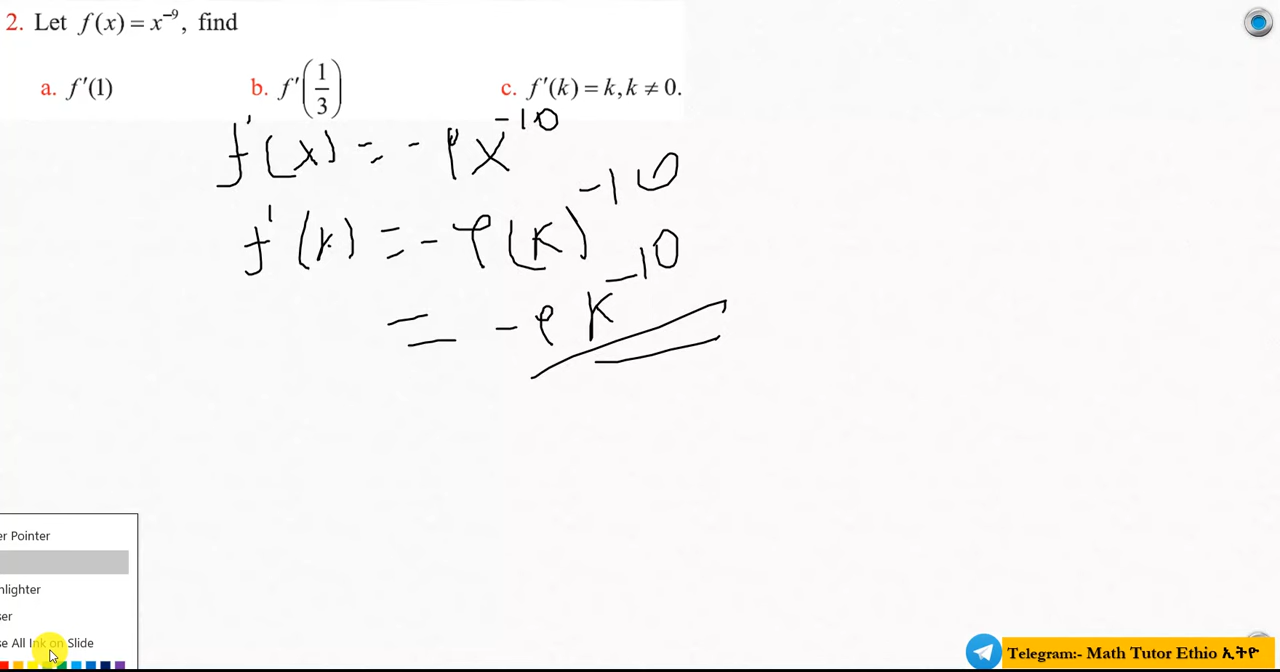 2. Let f(x) = x⁻⁹, find
a. f′(1) b. f′(1/3) c. f′(k) = k, k ≠ 0.
f′(x) = -9x⁻¹⁰
f′(k) = -9(k)⁻¹⁰
= -9k⁻¹⁰
er Pointer
hlighter
ser
se All Ink on Slide
Telegram:- Math Tutor Ethio ኢትዮ